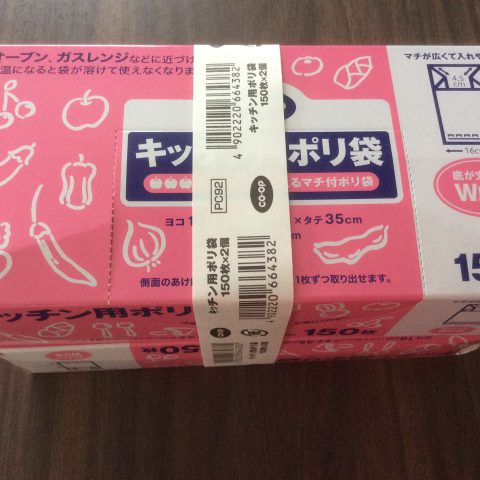 オーブン、ガスレンジなどに近づけ
温になると袋が溶けて使えなくなりま
マチが広くて入れや
4.5
cm
16c
キッ
ポリ袋
るマチ付ポリ袋
ヨコ1
×タテ35cm
側面のあけ
1枚ずつ取り出せます。
底が
W
15
4 902220 664382
キッチン用ポリ袋
150枚×2個
PC92
CO·OP
キッチン用ポリ袋
150枚×2個
4 902220 664382
ッチン用ポリ
150枚